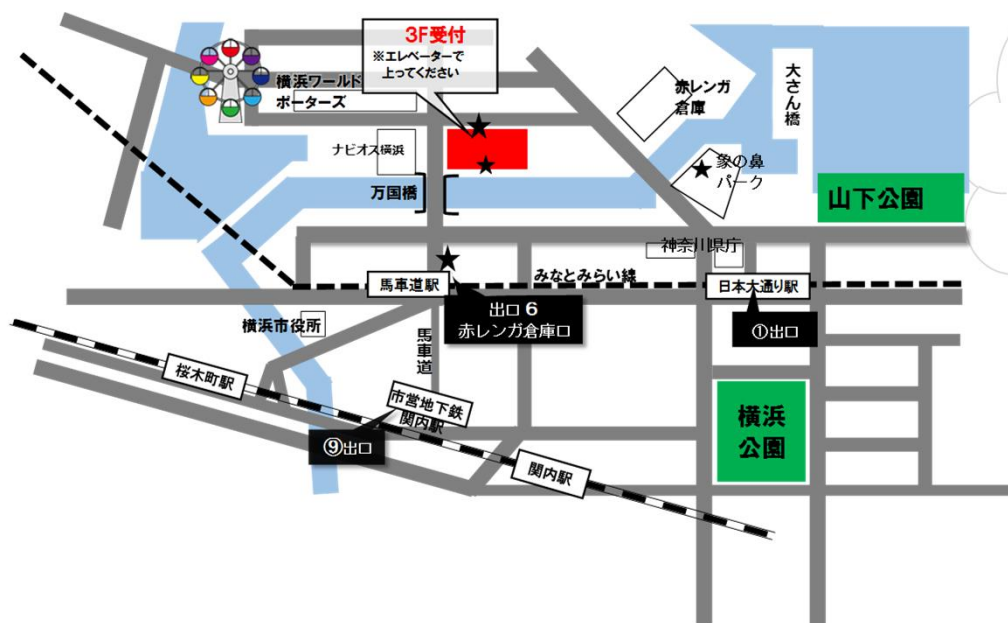 3F受付
※エレベーターで
上ってください
横浜ワールド
ポーターズ
赤レンガ
倉庫
大さん橋
ナビオス横浜
象の鼻
パーク
万国橋
山下公園
神奈川県庁
みなとみらい線
馬車道駅
日本大通り駅
出口6
赤レンガ倉庫口
①出口
横浜市役所
馬車道
桜木町駅
市営地下鉄
関内駅
⑨出口
横浜
公園
関内駅